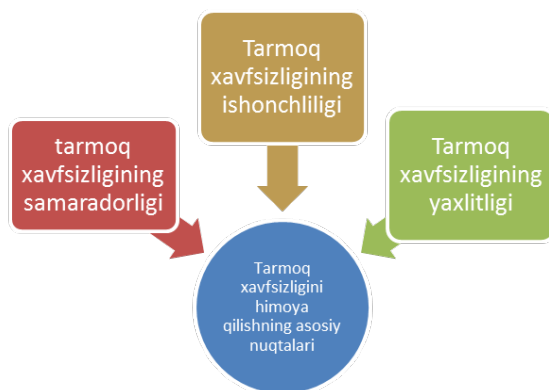 Tarmoq
xavfsizligining
ishonchliligi
tarmoq
xavfsizligining
samaradorligi
Tarmoq
xavfsizligining
yaxlitligi
Tarmoq
xavfsizligini
himoya
qilishning asosiy
nuqtalari